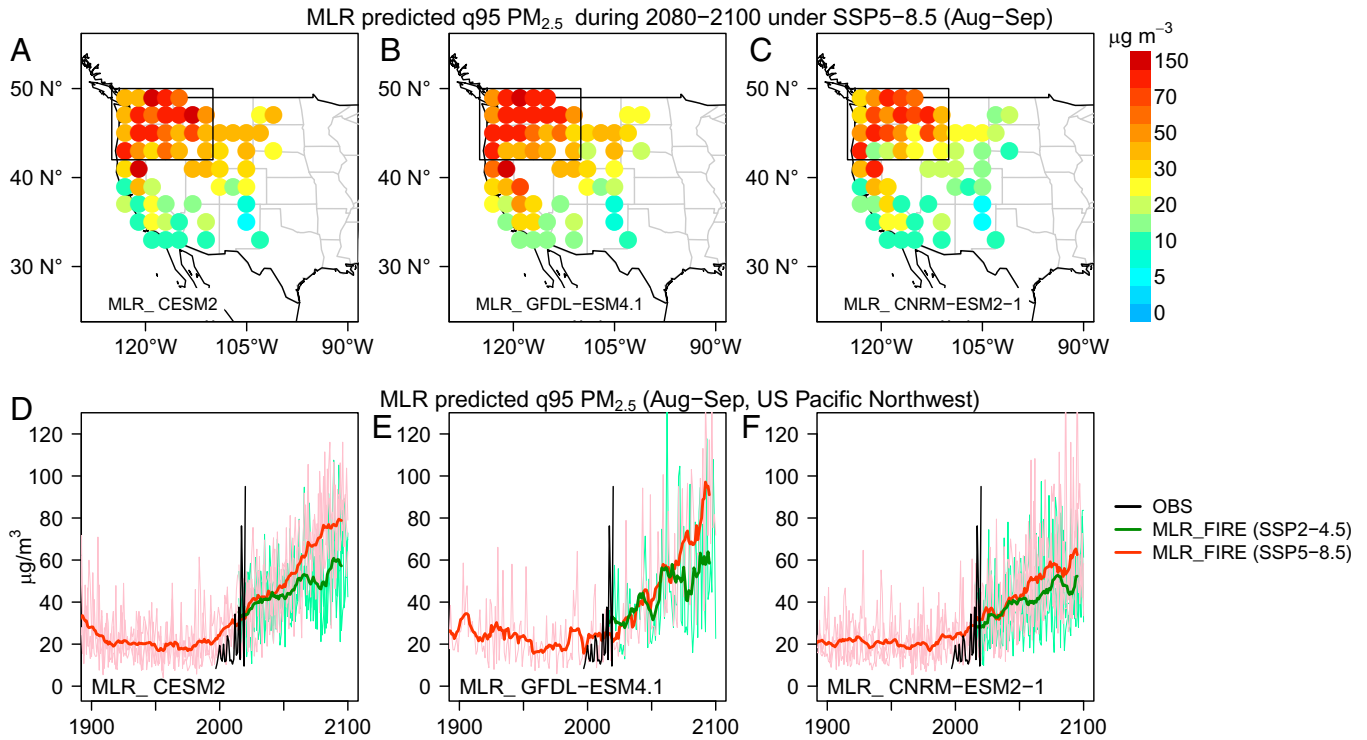 MLR predicted q95 PM2.5 during 2080−2100 under SSP5−8.5 (Aug−Sep)
A
B
C
μg m−3
50 N°
40 N°
30 N°
MLR_ CESM2
120°W
105°W
90°W
50 N°
40 N°
30 N°
MLR_ GFDL−ESM4.1
120°W
105°W
90°W
50 N°
40 N°
30 N°
MLR_ CNRM−ESM2−1
120°W
105°W
90°W
150
70
50
30
20
10
5
0
MLR predicted q95 PM2.5 (Aug−Sep, US Pacific Northwest)
D
E
F
μg/m3
120
100
80
60
40
20
0
MLR_ CESM2
1900
2000
2100
120
100
80
60
40
20
0
MLR_ GFDL−ESM4.1
1900
2000
2100
120
100
80
60
40
20
0
MLR_ CNRM−ESM2−1
1900
2000
2100
OBS
MLR_FIRE (SSP2−4.5)
MLR_FIRE (SSP5−8.5)